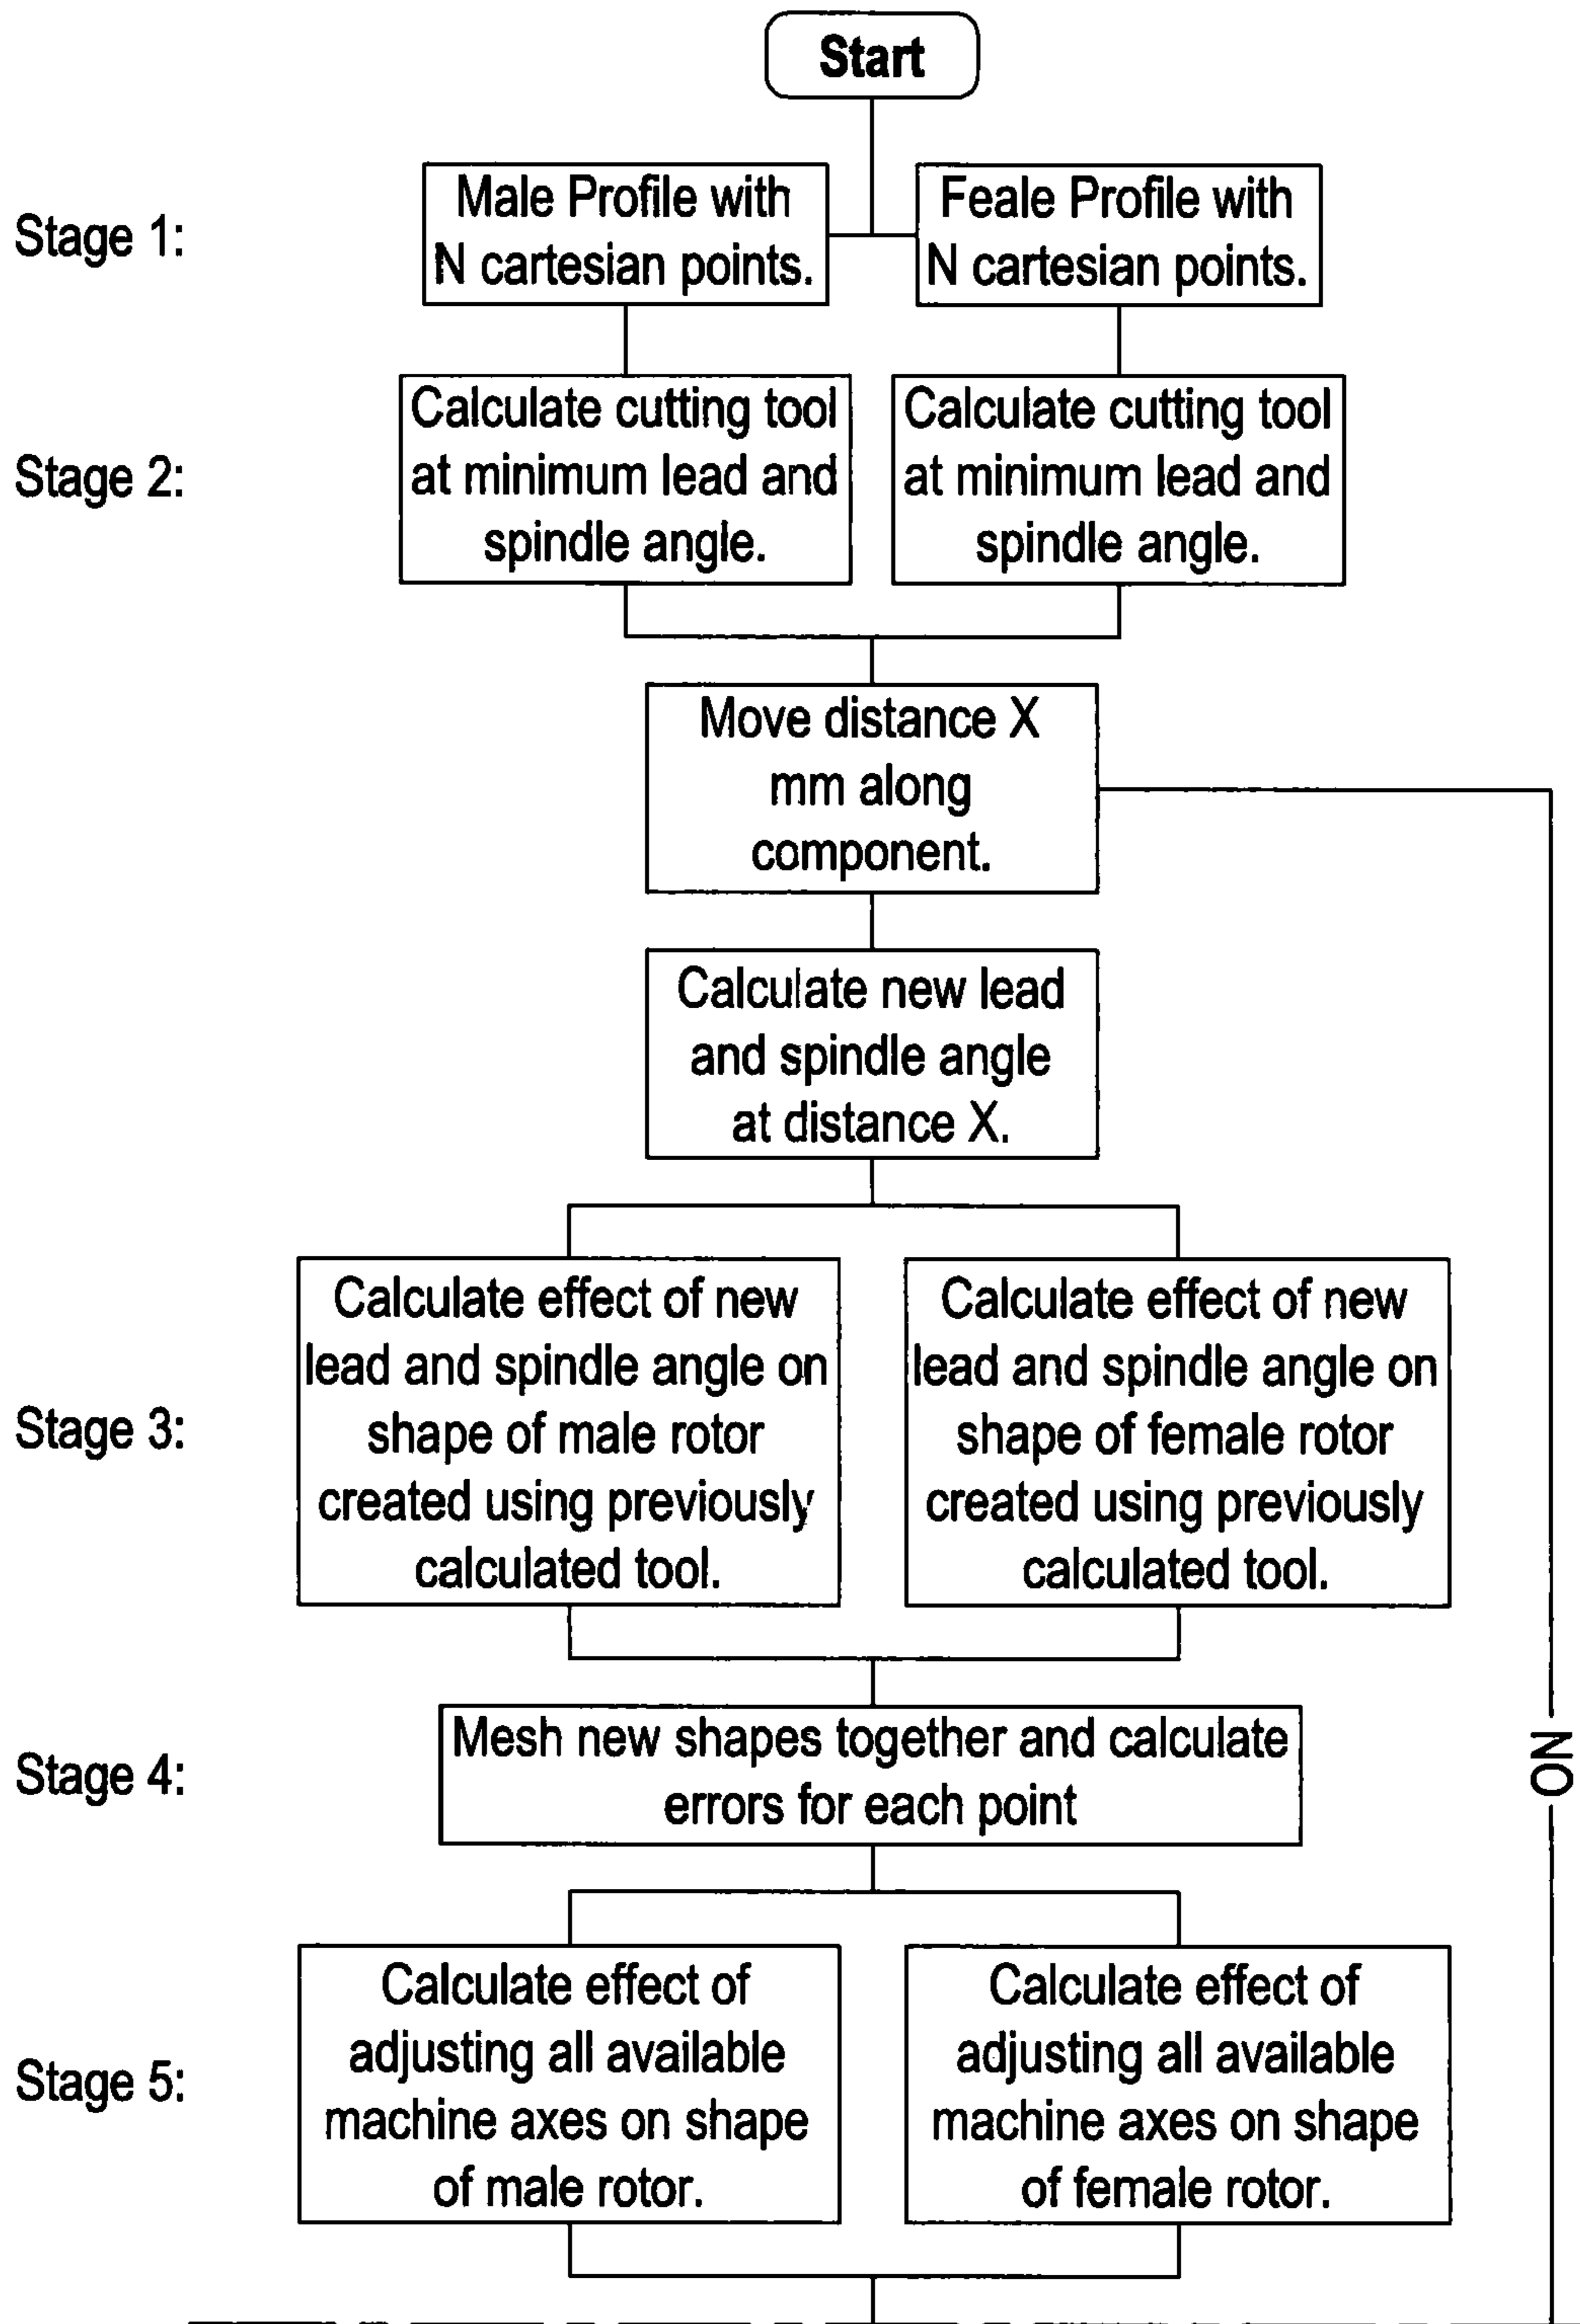 Start
Stage 1:
Male Profile with
N cartesian points.
Feale Profile with
N cartesian points.
Stage 2:
Calculate cutting tool
at minimum lead and
spindle angle.
Calculate cutting tool
at minimum lead and
spindle angle.
Move distance X
mm along
component.
Calculate new lead
and spindle angle
at distance X.
Stage 3:
Calculate effect of new
lead and spindle angle on
shape of male rotor
created using previously
calculated tool.
Calculate effect of new
lead and spindle angle on
shape of female rotor
created using previously
calculated tool.
Stage 4:
Mesh new shapes together and calculate
errors for each point
NO
Stage 5:
Calculate effect of
adjusting all available
machine axes on shape
of male rotor.
Calculate effect of
adjusting all available
machine axes on shape
of female rotor.